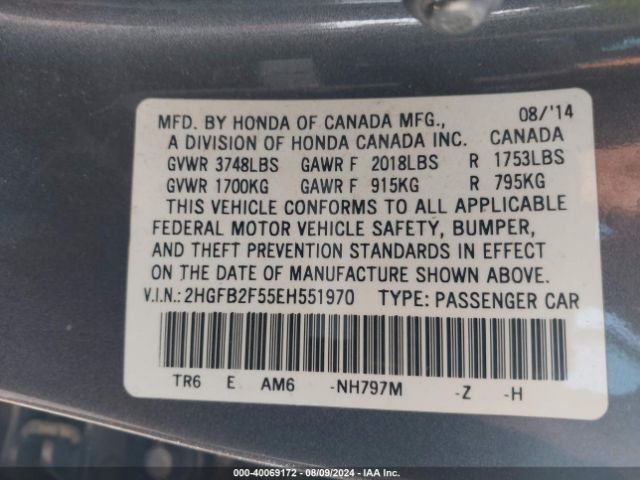 MFD. BY HONDA OF CANADA MFG., 08/'14
A DIVISION OF HONDA CANADA INC. CANADA
GVWR 3748LBS GAWR F 2018LBS R 1753LBS
GVWR 1700KG GAWR F 915KG R 795KG
THIS VEHICLE CONFORMS TO ALL APPLICABLE
FEDERAL MOTOR VEHICLE SAFETY, BUMPER,
AND THEFT PREVENTION STANDARDS IN EFFECT
ON THE DATE OF MANUFACTURE SHOWN ABOVE.
V.I.N.: 2HGFB2F55EH551970 TYPE: PASSENGER CAR
TR6 E AM6 -NH797M -Z -H
000-40069172 - 08/09/2024 - IAA Inc.